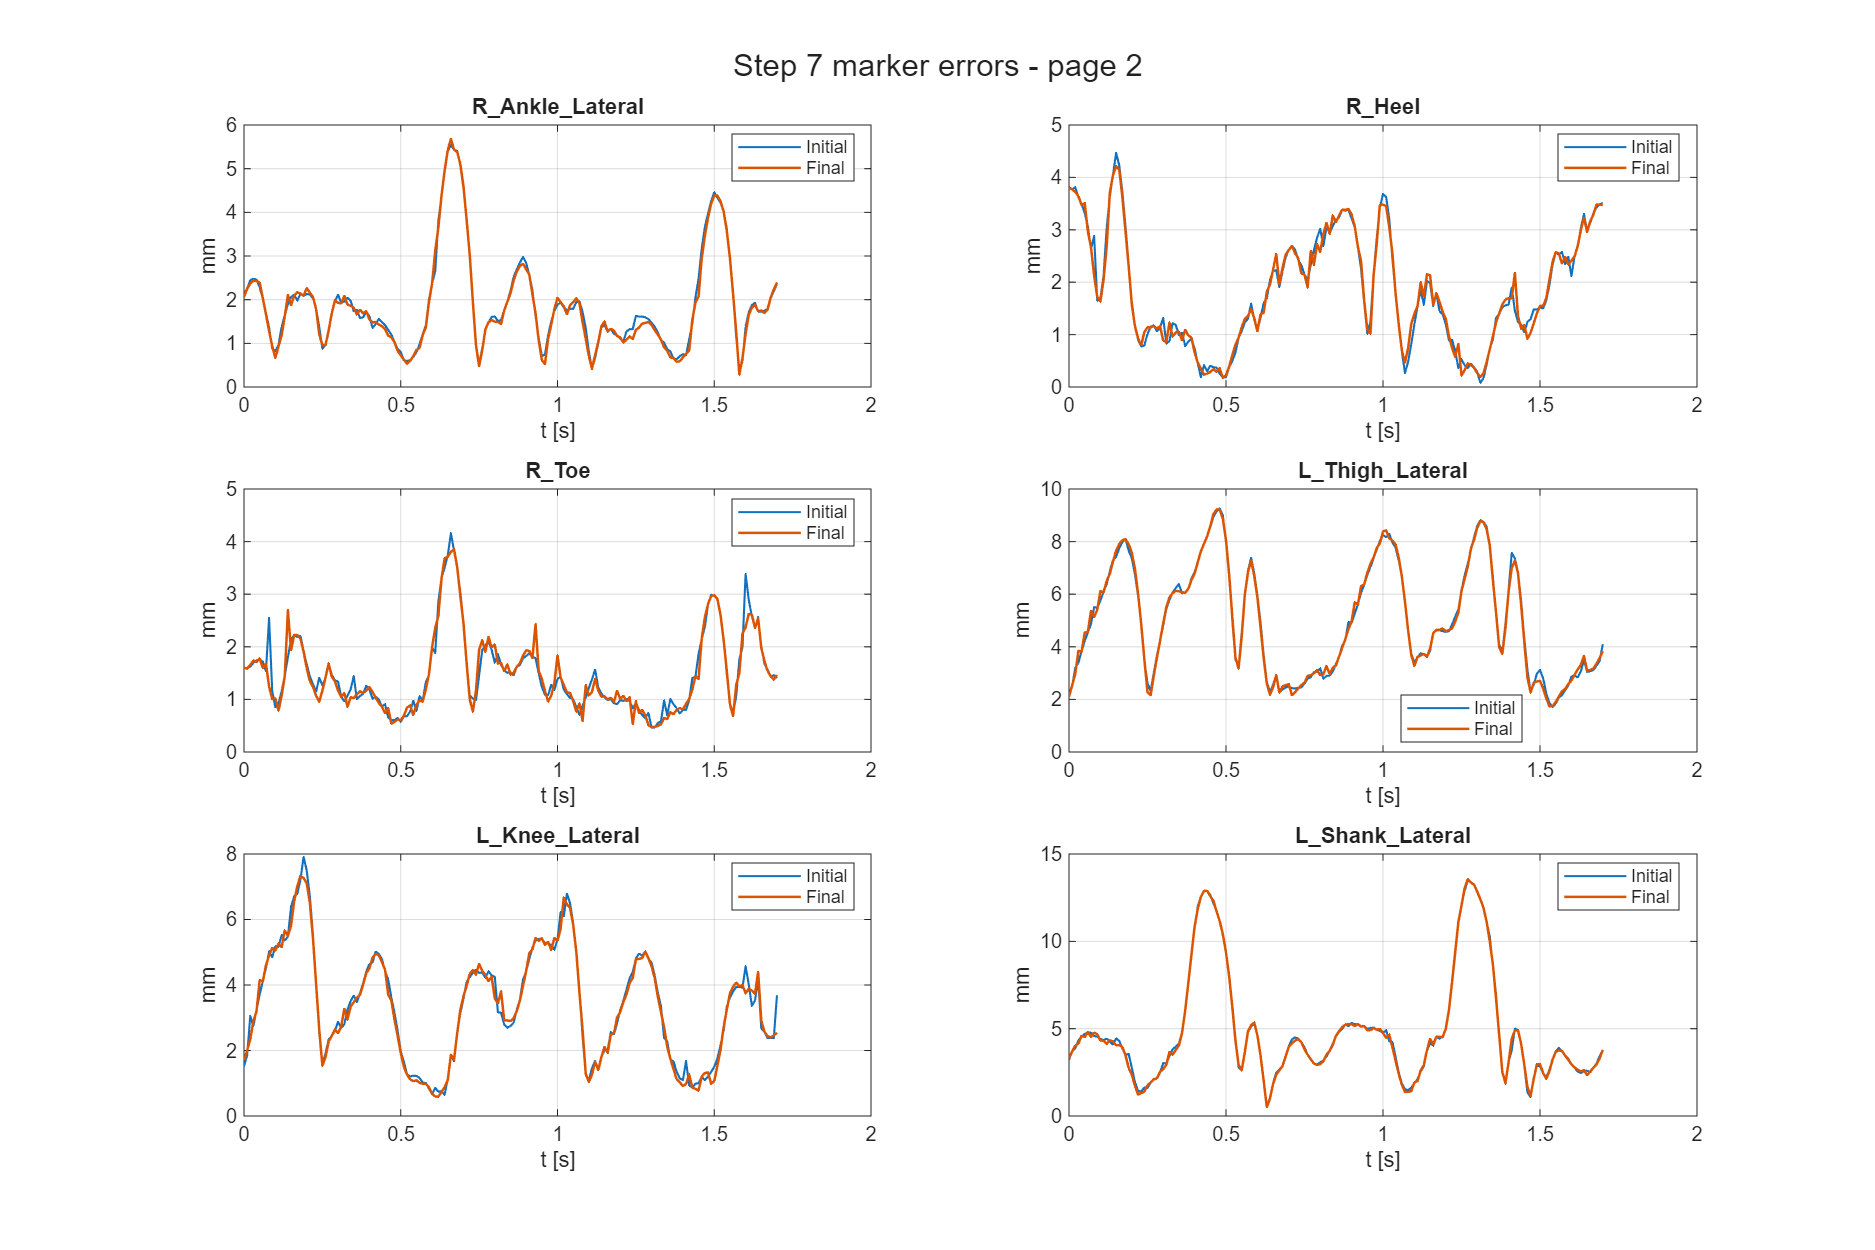 Step 7 marker errors - page 2
R_Ankle_Lateral
6
5
4
3
2
1
0
mm
0 0.5 1 1.5 2
t [s]
Initial
Final
R_Heel
5
4
3
2
1
0
mm
0 0.5 1 1.5 2
t [s]
Initial
Final
R_Toe
5
4
3
2
1
0
mm
0 0.5 1 1.5 2
t [s]
Initial
Final
L_Thigh_Lateral
10
8
6
4
2
0
mm
0 0.5 1 1.5 2
t [s]
Initial
Final
L_Knee_Lateral
8
6
4
2
0
mm
0 0.5 1 1.5 2
t [s]
Initial
Final
L_Shank_Lateral
15
10
5
0
mm
0 0.5 1 1.5 2
t [s]
Initial
Final